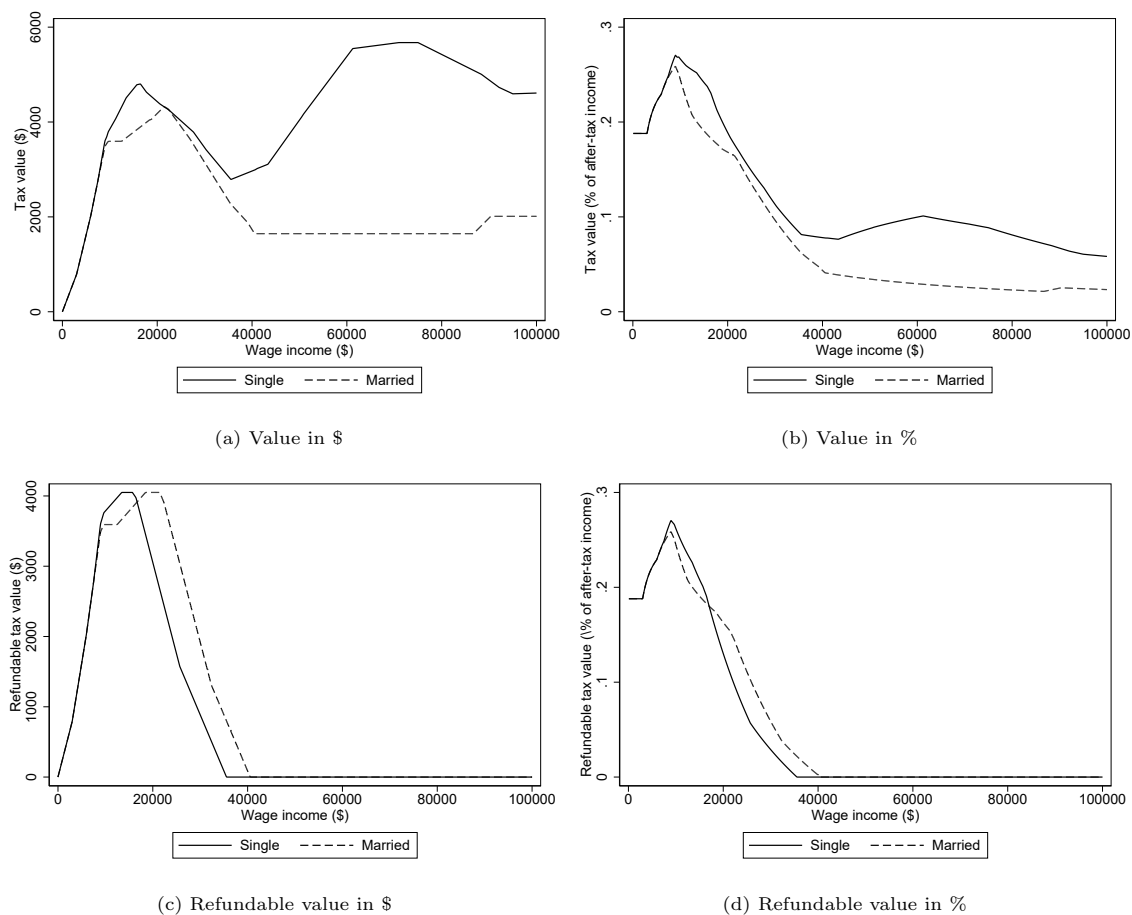 Tax value ($)
6000
4000
2000
0
0 20000 40000 60000 80000 100000
Wage income ($)
Single Married
(a) Value in $
Tax value (% of after-tax income)
.3
.2
.1
0
0 20000 40000 60000 80000 100000
Wage income ($)
Single Married
(b) Value in %
Refundable tax value ($)
4000
3000
2000
1000
0
0 20000 40000 60000 80000 100000
Wage income ($)
Single Married
(c) Refundable value in $
Refundable tax value (\% of after-tax income)
.3
.2
.1
0
0 20000 40000 60000 80000 100000
Wage income ($)
Single Married
(d) Refundable value in %